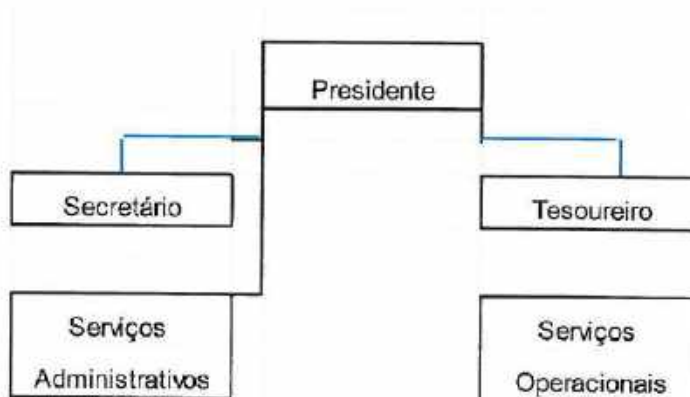 Presidente
Secretário
Tesoureiro
Serviços
Administrativos
Serviços
Operacionais